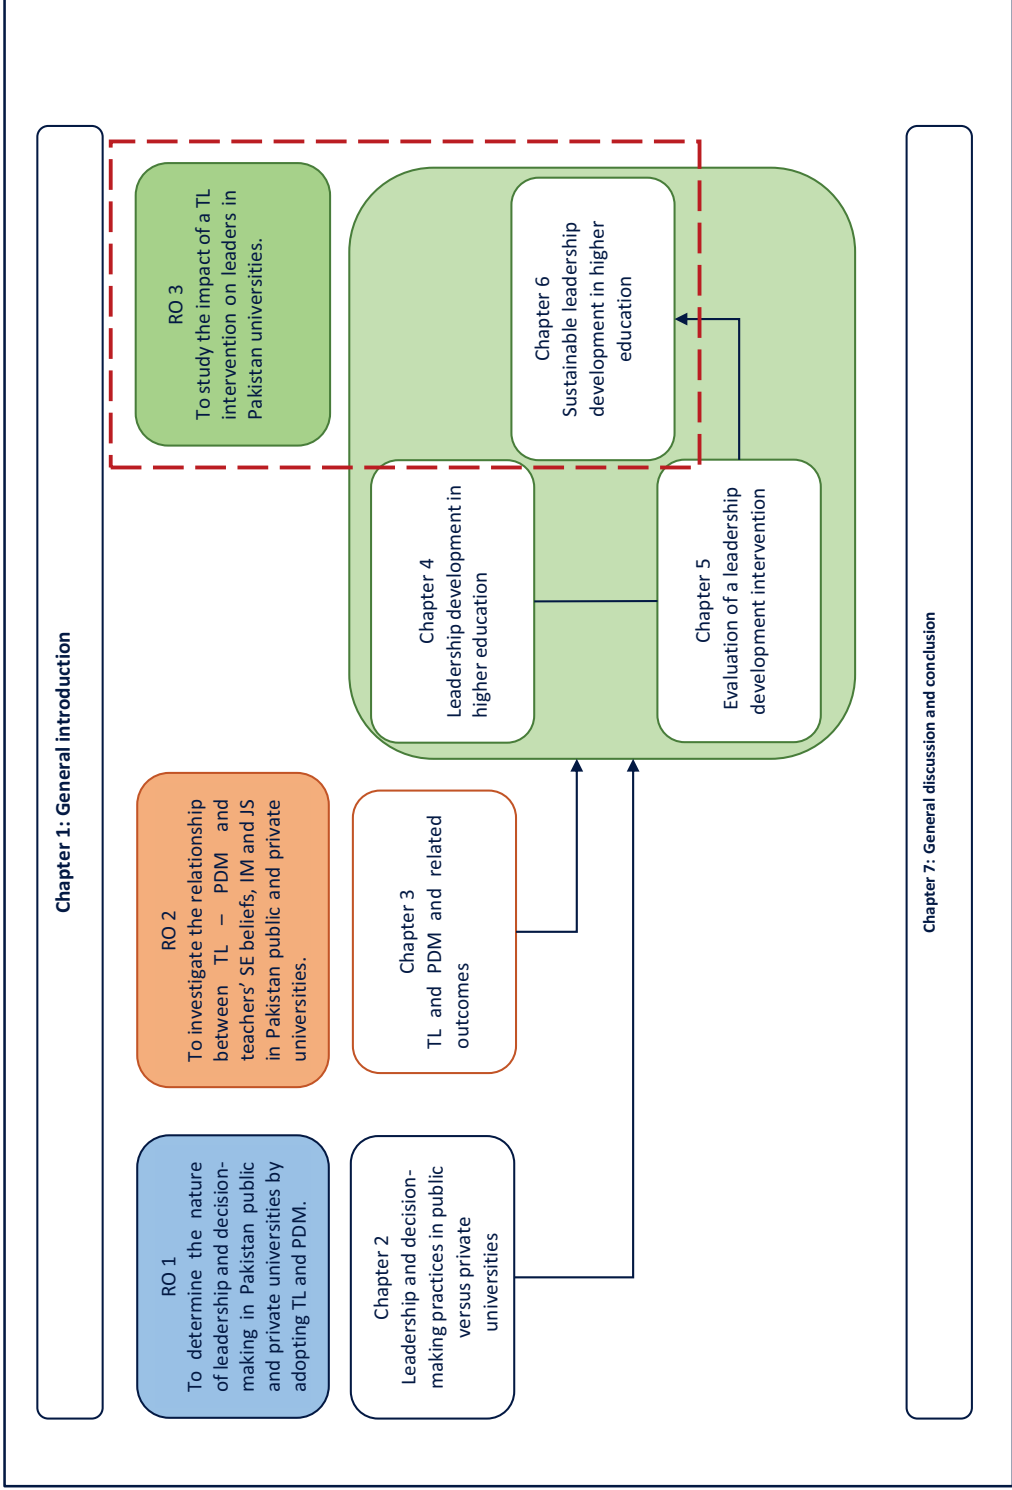 Chapter 1: General introduction
RO 1
To determine the nature
of leadership and decision-
making in Pakistan public
and private universities by
adopting TL and PDM.
RO 2
To investigate the relationship
between TL – PDM and
teachers’ SE beliefs, IM and JS
in Pakistan public and private
universities.
RO 3
To study the impact of a TL
intervention on leaders in
Pakistan universities.
Chapter 2
Leadership and decision-
making practices in public
versus private
universities
Chapter 3
TL and PDM and related
outcomes
Chapter 4
Leadership development in
higher education
Chapter 5
Evaluation of a leadership
development intervention
Chapter 6
Sustainable leadership
development in higher
education
Chapter 7: General discussion and conclusion